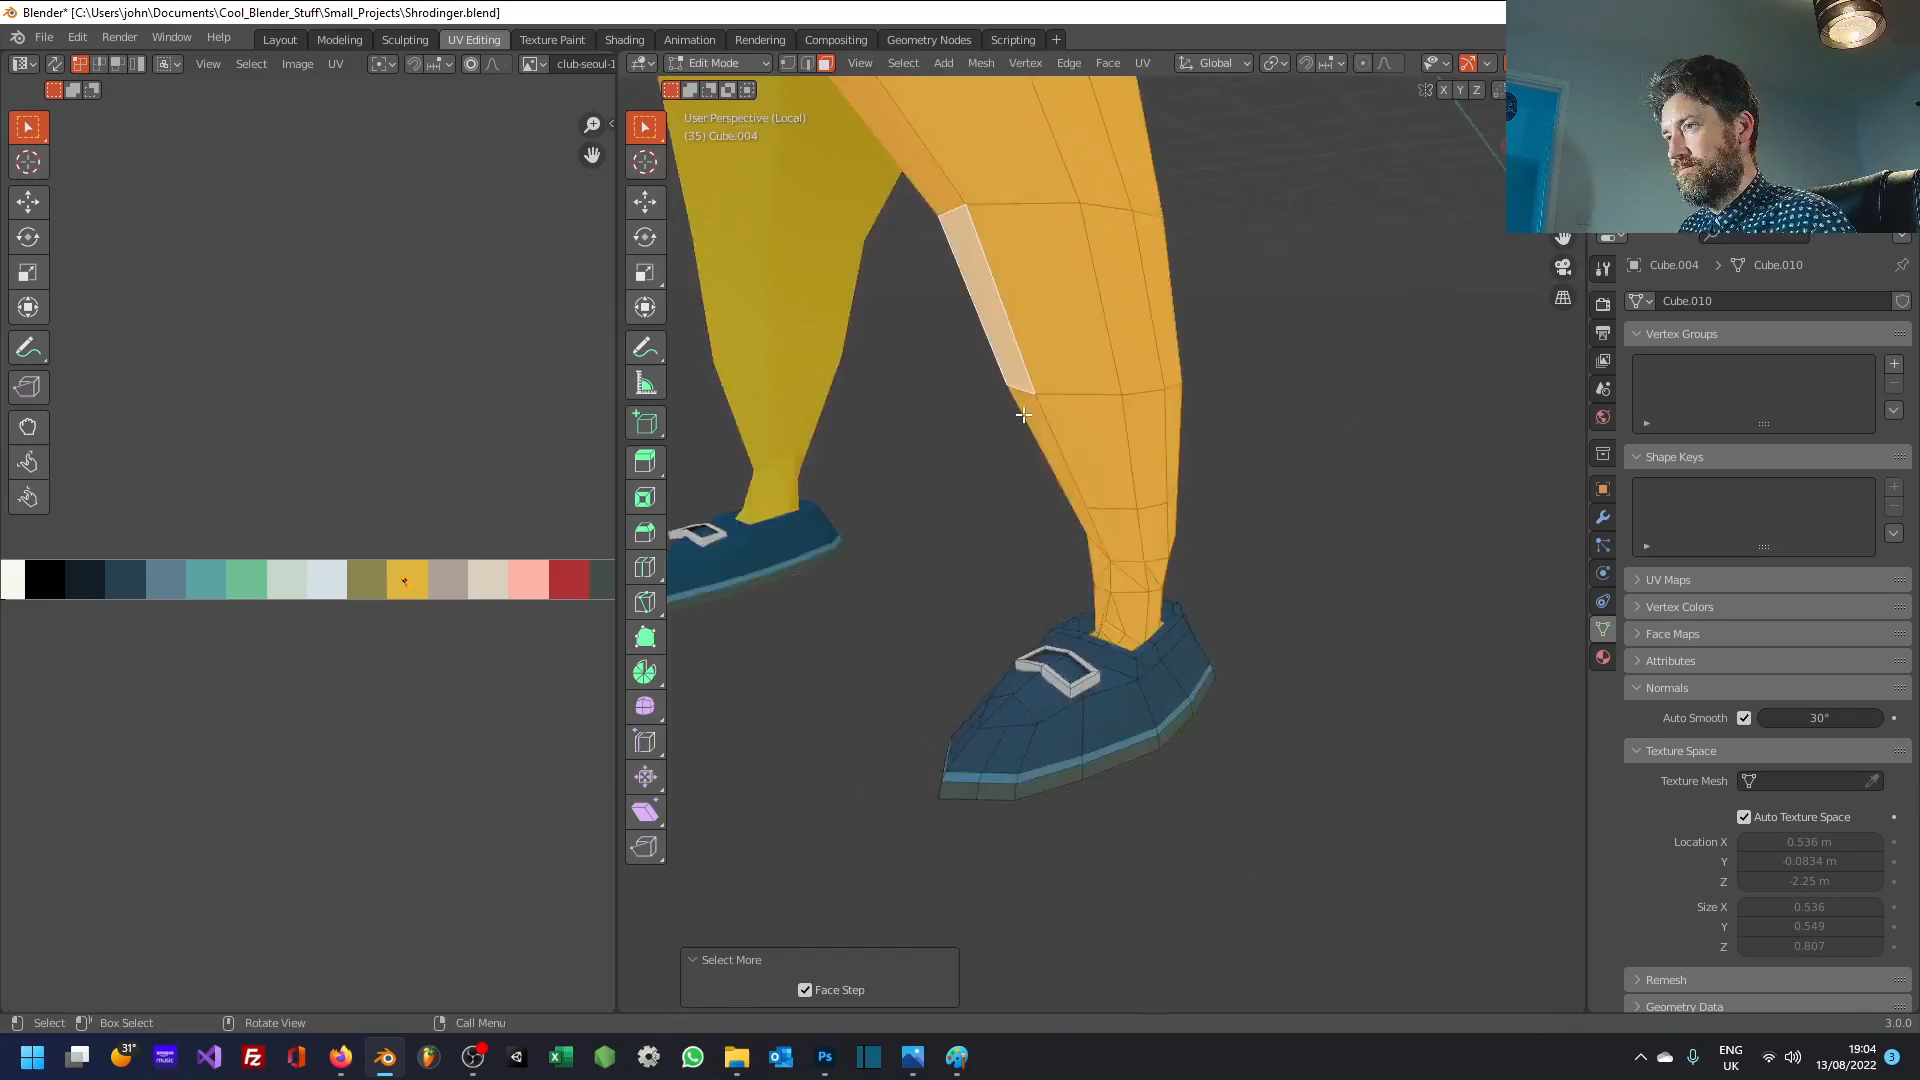 Blender* [C:\Users\john\Documents\Cool_Blender_Stuff\Small_Projects\Shrodinger.blend]
File Edit Render Window Help Layout Modeling Sculpting UV Editing Texture Paint Shading Animation Rendering Compositing Geometry Nodes Scripting
View Select Image UV club-seoul-1
Edit Mode View Select Add Mesh Vertex Edge Face UV Global
X Y Z
User Perspective (Local)
(35) Cube.004
Cube.004 Cube.010
Cube.010
Vertex Groups
Shape Keys
UV Maps
Vertex Colors
Face Maps
Attributes
Normals
Auto Smooth 30°
Texture Space
Texture Mesh
Auto Texture Space
Location X 0.536 m
Y -0.0834 m
Z -2.25 m
Size X 0.536
Y 0.549
Z 0.807
Remesh
Geometry Data
Select More
Face Step
Select Box Select Rotate View Call Menu 3.0.0
31°
ENG
UK
19:04
13/08/2022
3